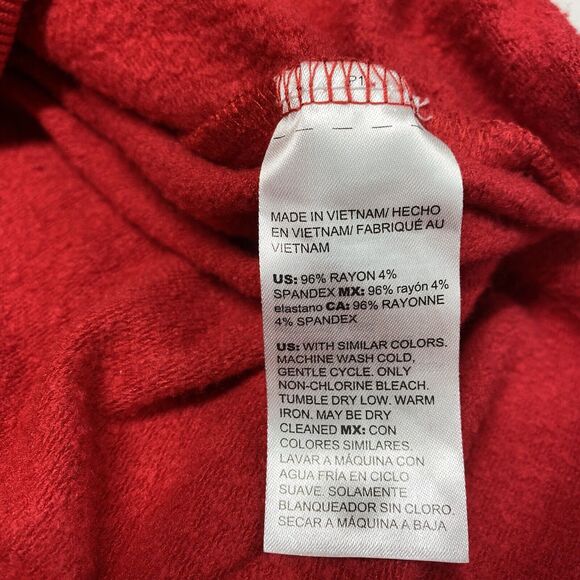 P1
MADE IN VIETNAM/ HECHO
EN VIETNAM/ FABRIQUÉ AU
VIETNAM
US: 96% RAYON 4%
SPANDEX MX: 96% rayón 4%
elastano CA: 96% RAYONNE
4% SPANDEX
US: WITH SIMILAR COLORS.
MACHINE WASH COLD,
GENTLE CYCLE. ONLY
NON-CHLORINE BLEACH.
TUMBLE DRY LOW. WARM
IRON. MAY BE DRY
CLEANED MX: CON
COLORES SIMILARES.
LAVAR A MÁQUINA CON
AGUA FRÍA EN CICLO
SUAVE. SOLAMENTE
BLANQUEADOR SIN CLORO.
SECAR A MÁQUINA A BAJA